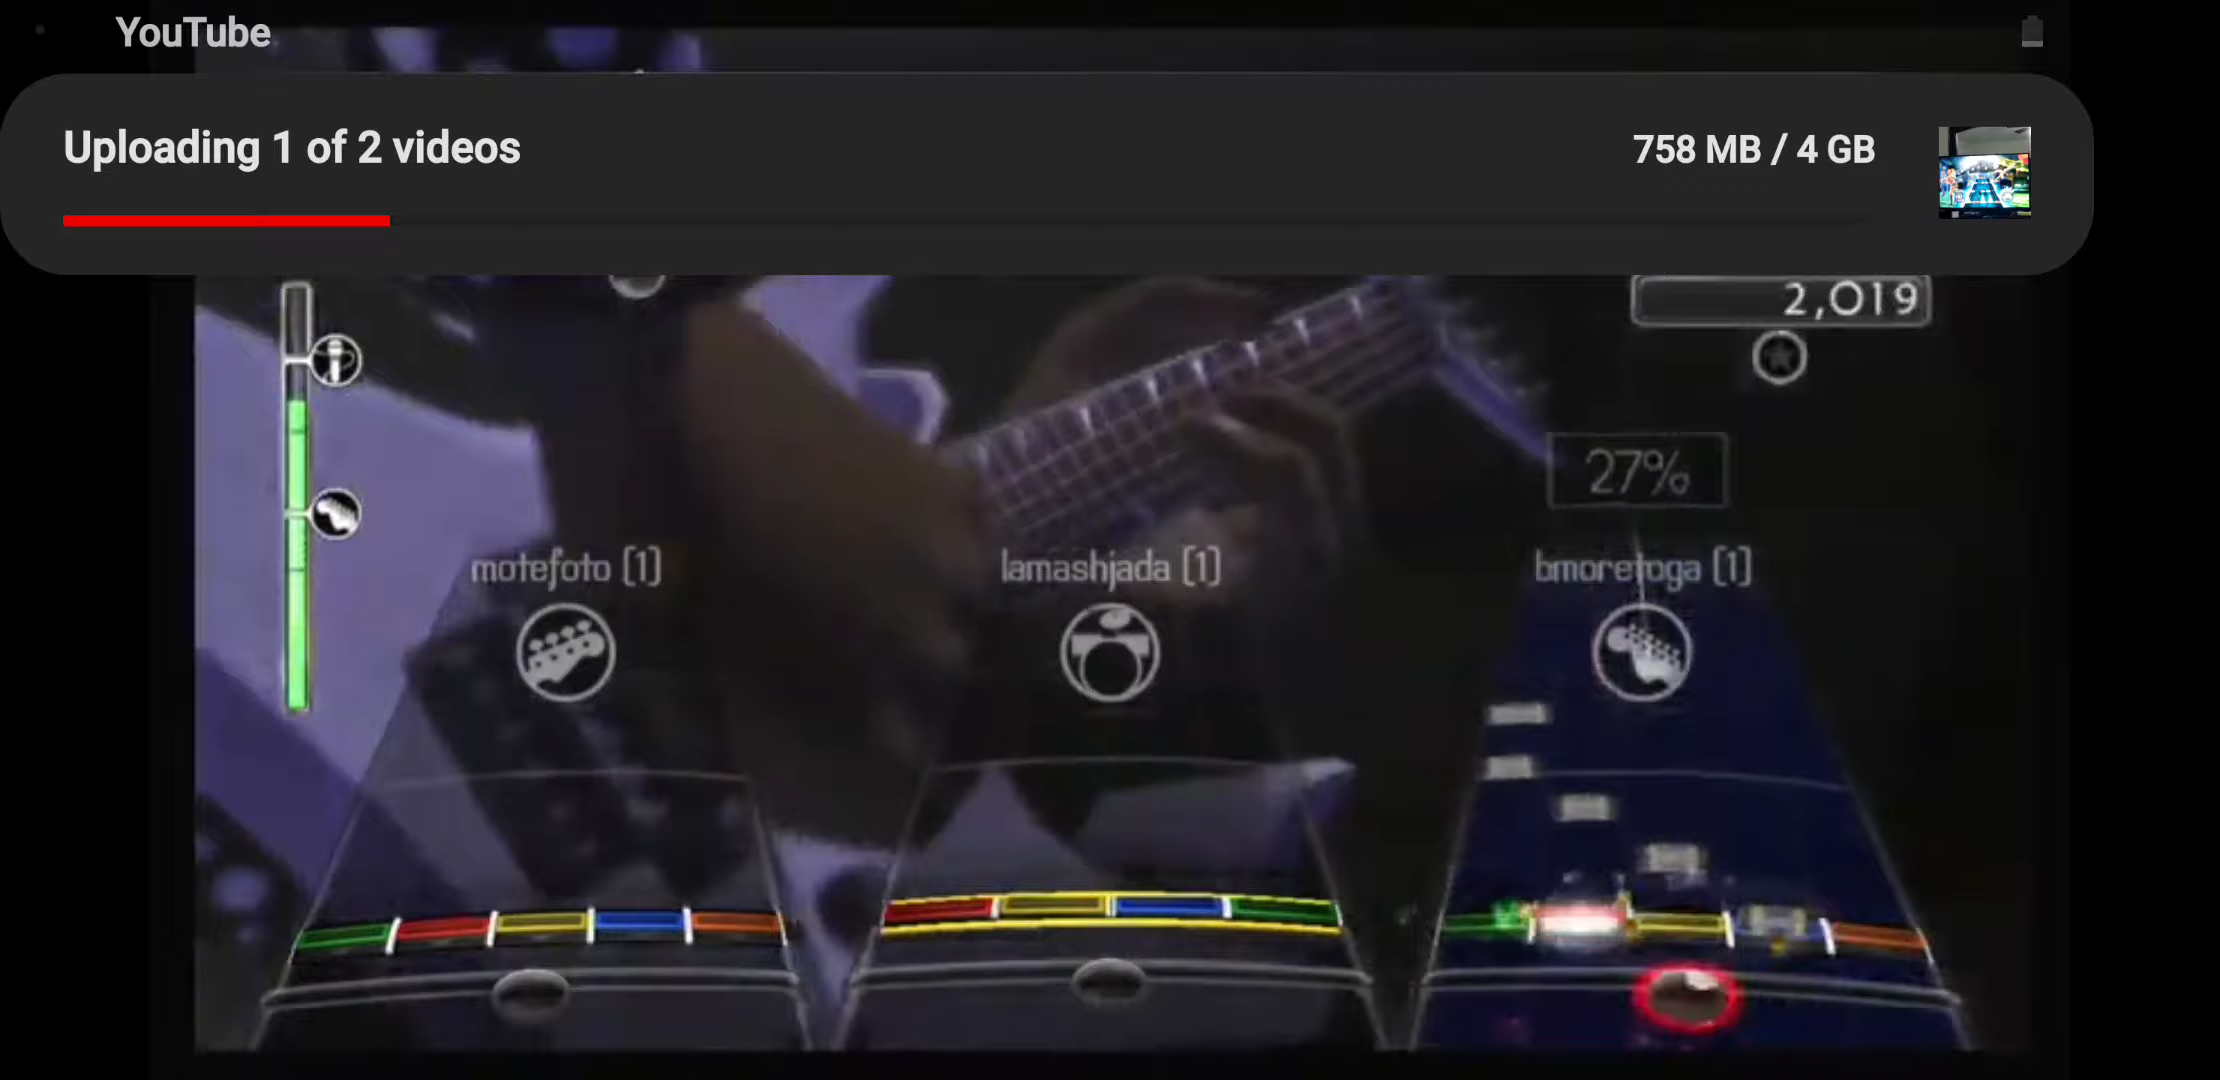 YouTube
Uploading 1 of 2 videos
758 MB / 4 GB
2,019
27%
motefoto (1)
lamashjada (1)
bmoretoga (1)